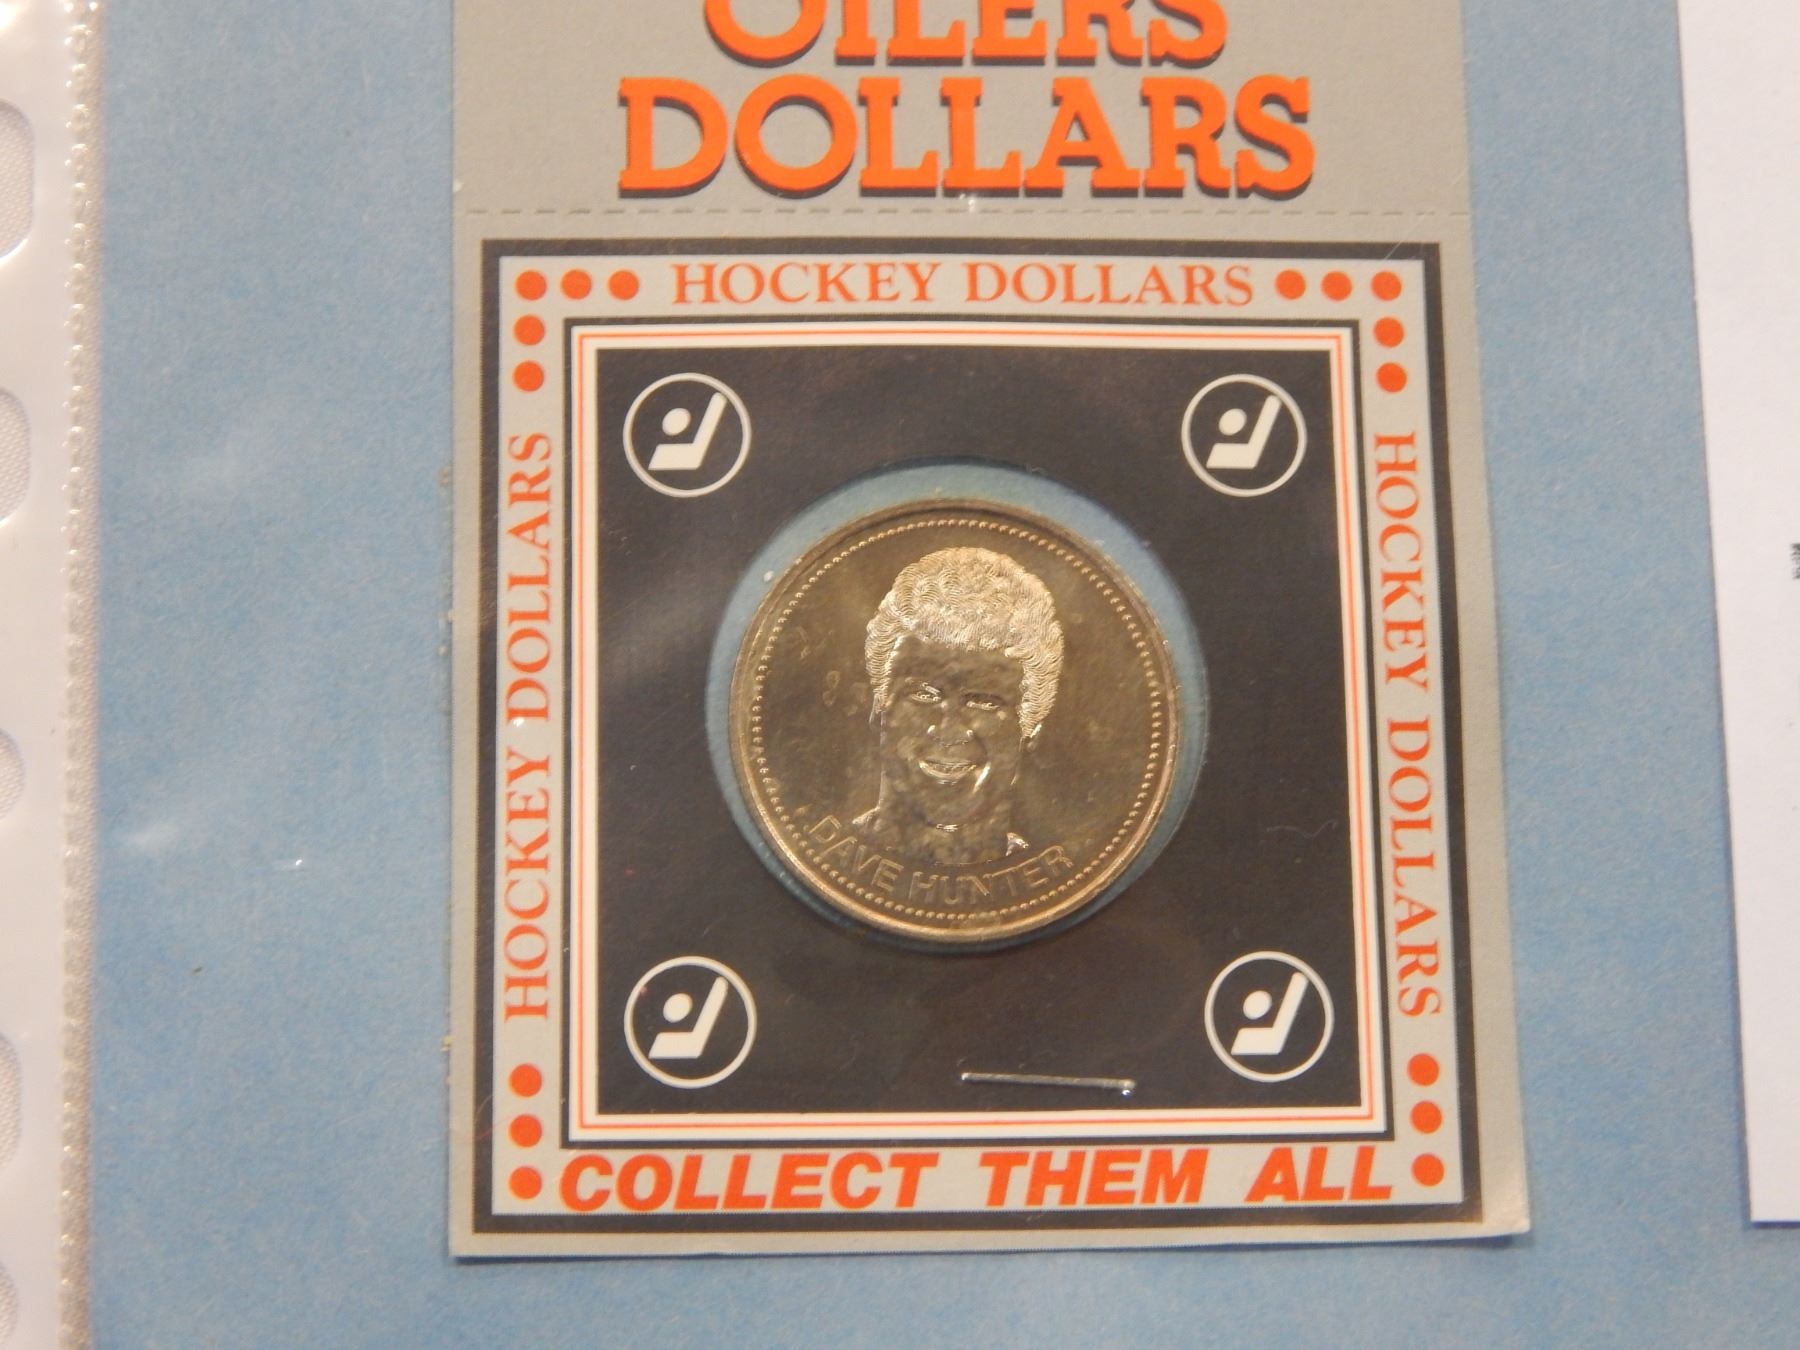 OILERS
DOLLARS
HOCKEY DOLLARS
HOCKEY DOLLARS
HOCKEY DOLLARS
DAVE HUNTER
COLLECT THEM ALL